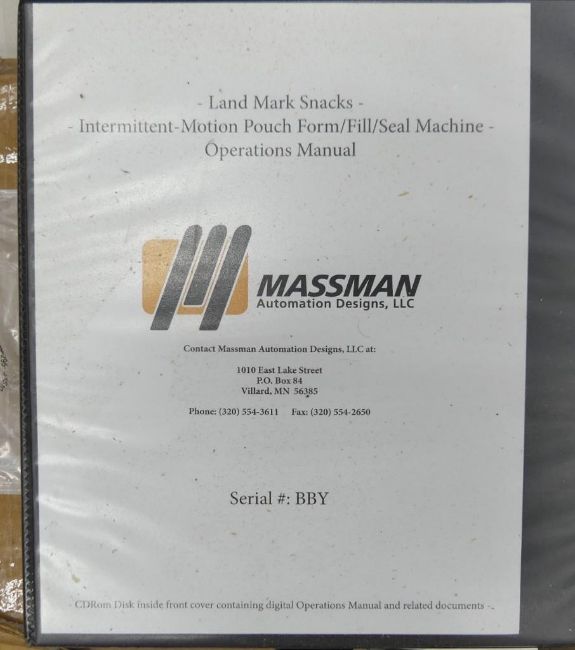 - Land Mark Snacks -
- Intermittent-Motion Pouch Form/Fill/Seal Machine -
Operations Manual
MASSMAN
Automation Designs, LLC
Contact Massman Automation Designs, LLC at:
1010 East Lake Street
P.O. Box 84
Villard, MN 56385
Phone: (320) 554-3611 Fax: (320) 554-2650
Serial #: BBY
- CDRom Disk inside front cover containing digital Operations Manual and related documents -